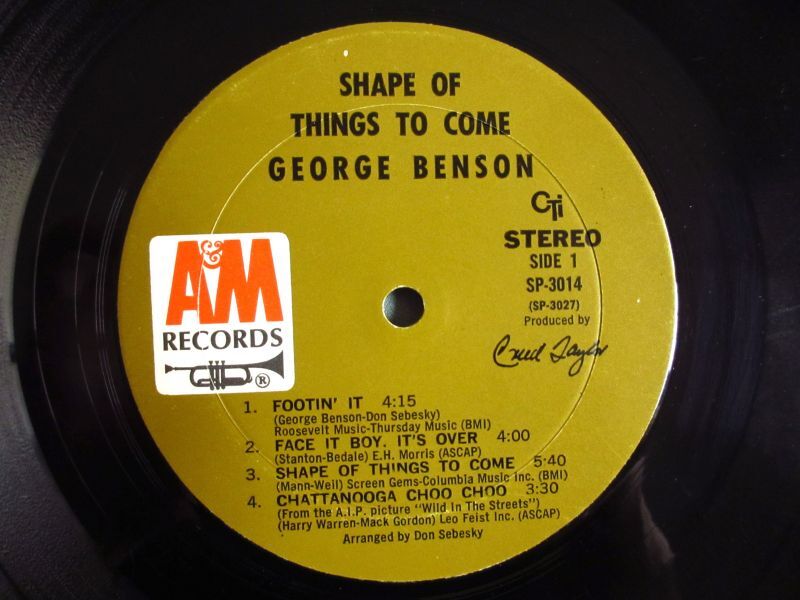 SHAPE OF
THINGS TO COME
GEORGE BENSON
CTi
STEREO
SIDE 1
SP-3014
(SP-3027)
Produced by
Creed Taylor
A&M
RECORDS
®
1. FOOTIN' IT 4:15
(George Benson-Don Sebesky)
Roosevelt Music-Thursday Music (BMI)
2. FACE IT BOY, IT'S OVER 4:00
(Stanton-Bedale) E.H. Morris (ASCAP)
3. SHAPE OF THINGS TO COME 5:40
(Mann-Weil) Screen Gems-Columbia Music Inc. (BMI)
4. CHATTANOOGA CHOO CHOO 3:30
(From the A.I.P. picture "Wild In The Streets")
(Harry Warren-Mack Gordon) Leo Feist Inc. (ASCAP)
Arranged by Don Sebesky